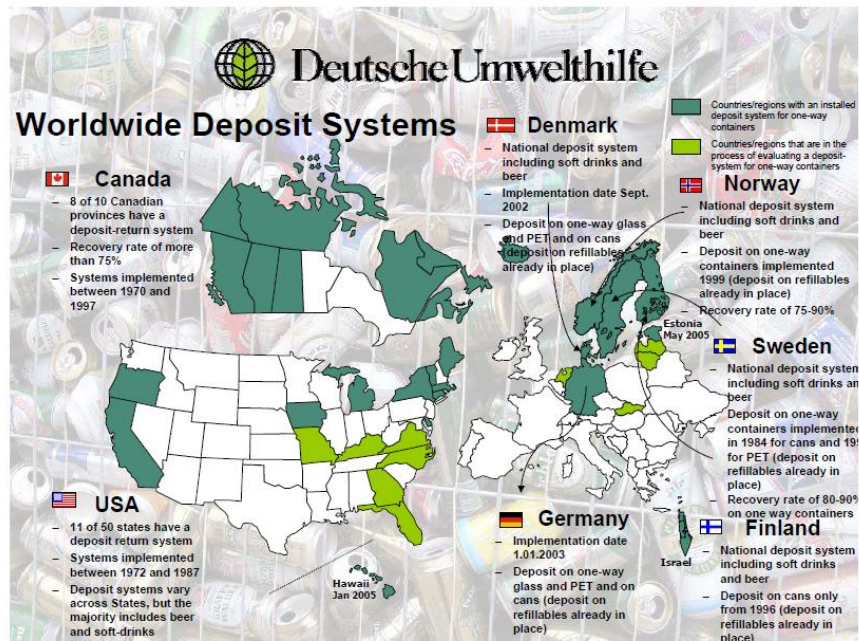 Deutsche Umwelthilfe
Worldwide Deposit Systems
Countries/regions with an installed
deposit system for one-way
containers
Countries/regions that are in the
process of evaluating a deposit-
system for one-way containers
Canada
– 8 of 10 Canadian
provinces have a
deposit-return system
– Recovery rate of more
than 75%
– Systems implemented
between 1970 and
1997
Denmark
– National deposit system
including soft drinks and
beer
– Implementation date Sept.
2002
– Deposit on one-way glass
and PET and on cans
(deposit on refillables
already in place)
Norway
– National deposit system
including soft drinks and
beer
– Deposit on one-way
containers implemented
1999 (deposit on refillables
already in place)
– Recovery rate of 75-90%
Estonia
May 2005
Sweden
– National deposit system
including soft drinks and
beer
– Deposit on one-way
containers implemented
in 1984 for cans and
for PET (deposit on
refillables already in
place)
– Recovery rate of 80-90%
on one way containers
USA
– 11 of 50 states have a
deposit return system
– Systems implemented
between 1972 and 1987
– Deposit systems vary
across States, but the
majority includes beer
and soft-drinks
Hawaii
Jan 2005
Germany
– Implementation date
1.01.2003
– Deposit on one-way
glass and PET and on
cans (deposit on
refillables already in
place)
Israel
Finland
– National deposit system
including soft drinks
and beer
– Deposit on cans only
from 1996 (deposit on
refillables already in
place)